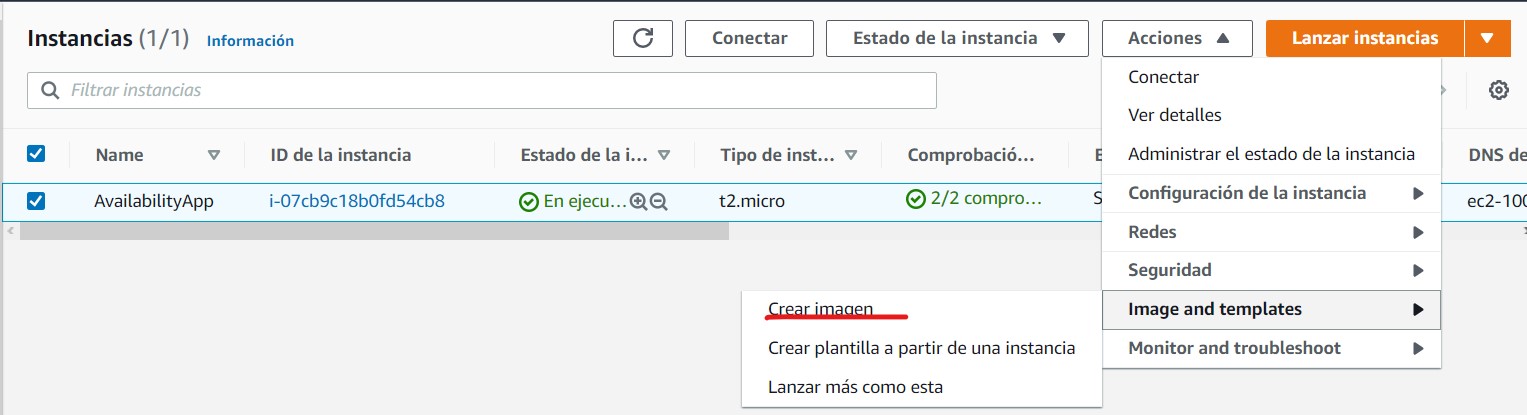 Instancias (1/1) Información Conectar Estado de la instancia Acciones Lanzar instancias
Filtrar instancias
Conectar
Ver detalles
Administrar el estado de la instancia
Configuración de la instancia
Redes
Seguridad
Image and templates
Monitor and troubleshoot
Name ID de la instancia Estado de la i... Tipo de inst... Comprobació... DNS de
AvailabilityApp i-07cb9c18b0fd54cb8 En ejecu... t2.micro 2/2 compro... ec2-100
Crear imagen
Crear plantilla a partir de una instancia
Lanzar más como esta